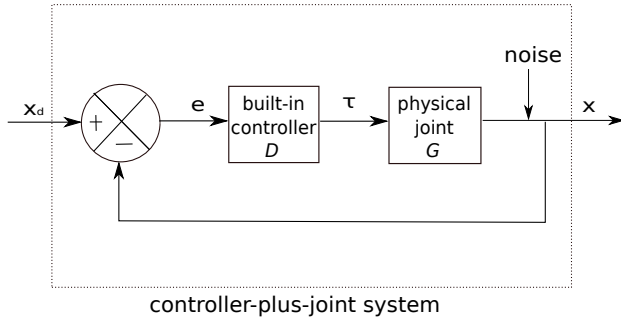 noise
x_d
+
−
e
built-in
controller
D
τ
physical
joint
G
x
controller-plus-joint system